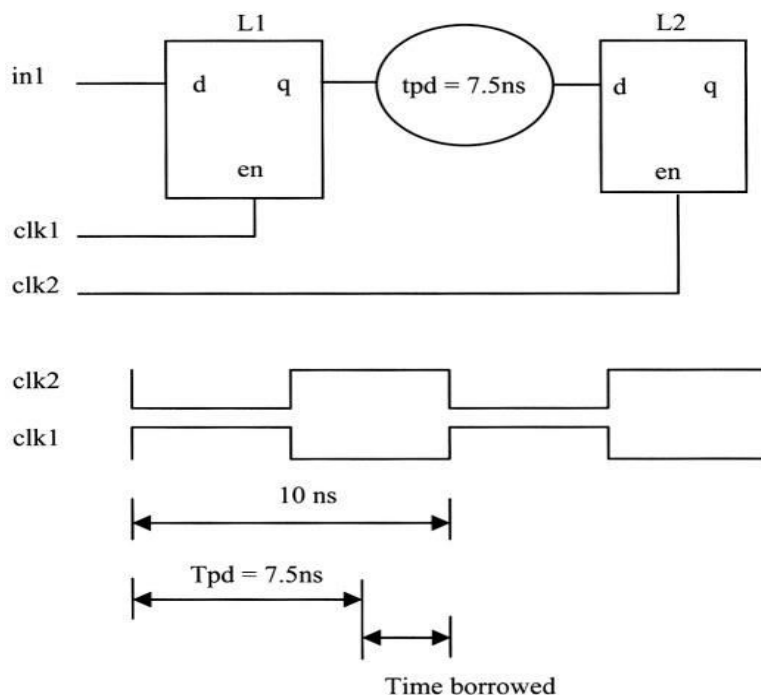 L1
L2
in1
d q
tpd = 7.5ns
d q
en
en
clk1
clk2
clk2
clk1
10 ns
Tpd = 7.5ns
Time borrowed